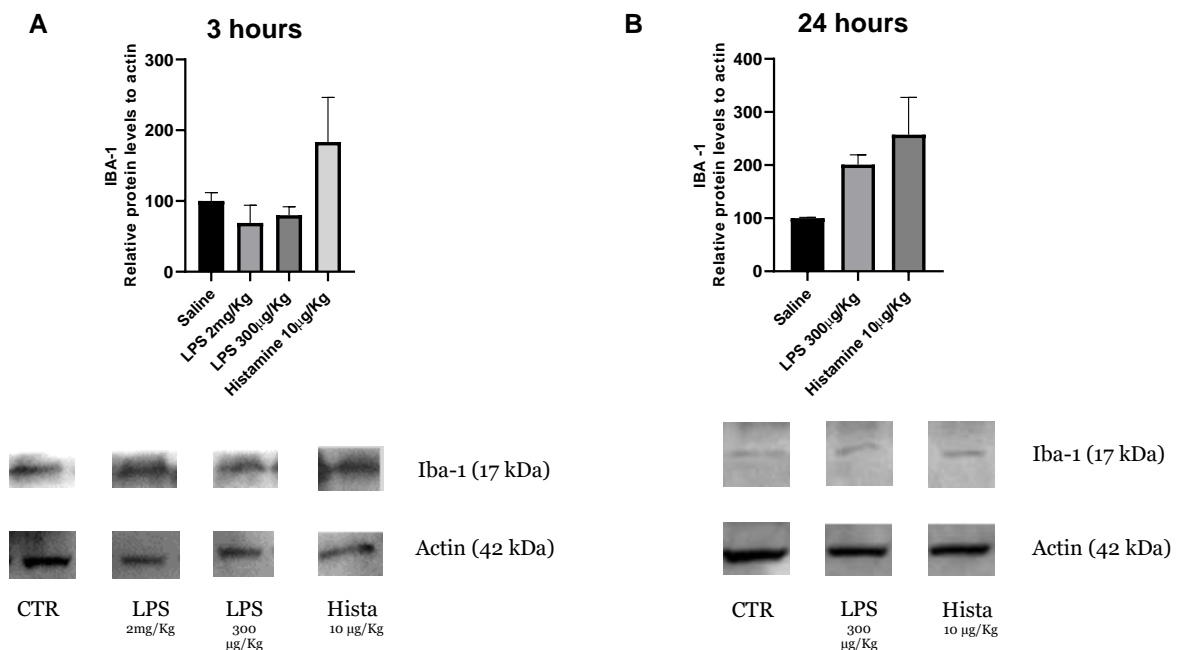 A
3 hours
IBA-1
Relative protein levels to actin
300
200
100
0
Saline
LPS 2mg/Kg
LPS 300μg/Kg
Histamine 10μg/Kg
Iba-1 (17 kDa)
Actin (42 kDa)
CTR
LPS
2mg/Kg
LPS
300
μg/Kg
Hista
10 μg/Kg
B
24 hours
IBA -1
Relative protein levels to actin
400
300
200
100
0
Saline
LPS 300μg/Kg
Histamine 10μg/Kg
Iba-1 (17 kDa)
Actin (42 kDa)
CTR
LPS
300
μg/Kg
Hista
10 μg/Kg